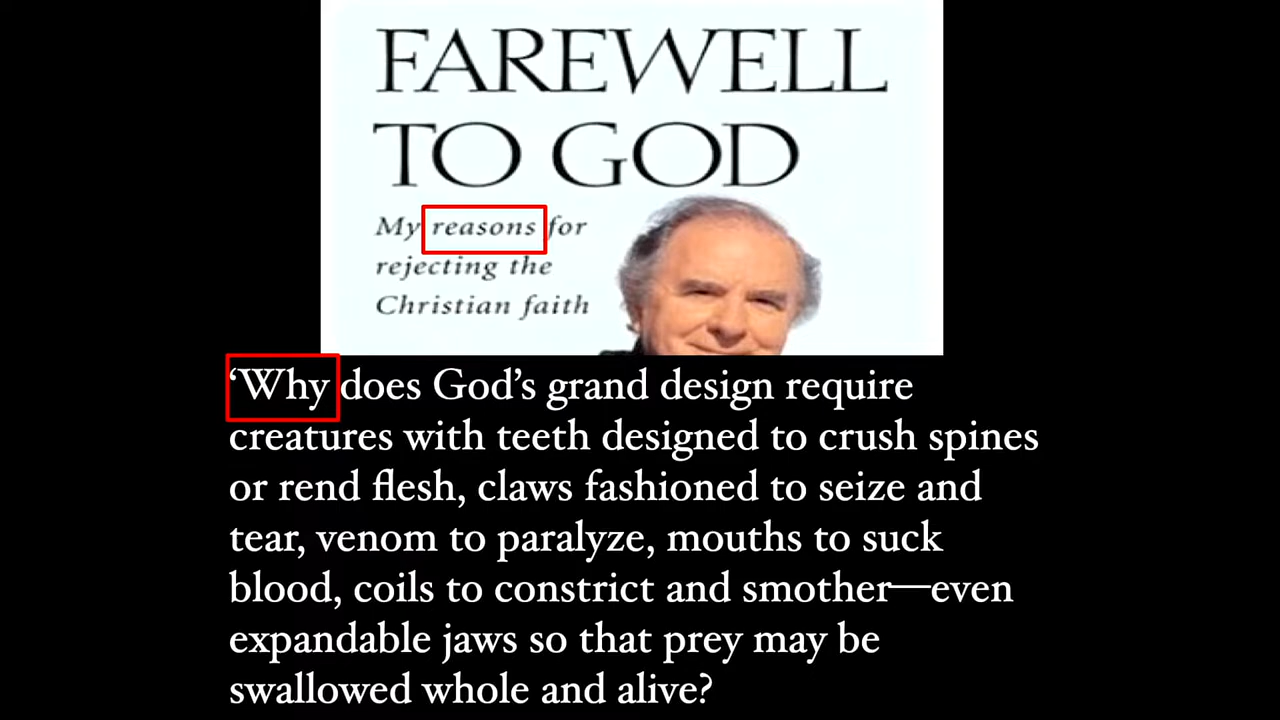 FAREWELL
TO GOD
My reasons for
rejecting the
Christian faith
‘Why does God’s grand design require
creatures with teeth designed to crush spines
or rend flesh, claws fashioned to seize and
tear, venom to paralyze, mouths to suck
blood, coils to constrict and smother—even
expandable jaws so that prey may be
swallowed whole and alive?